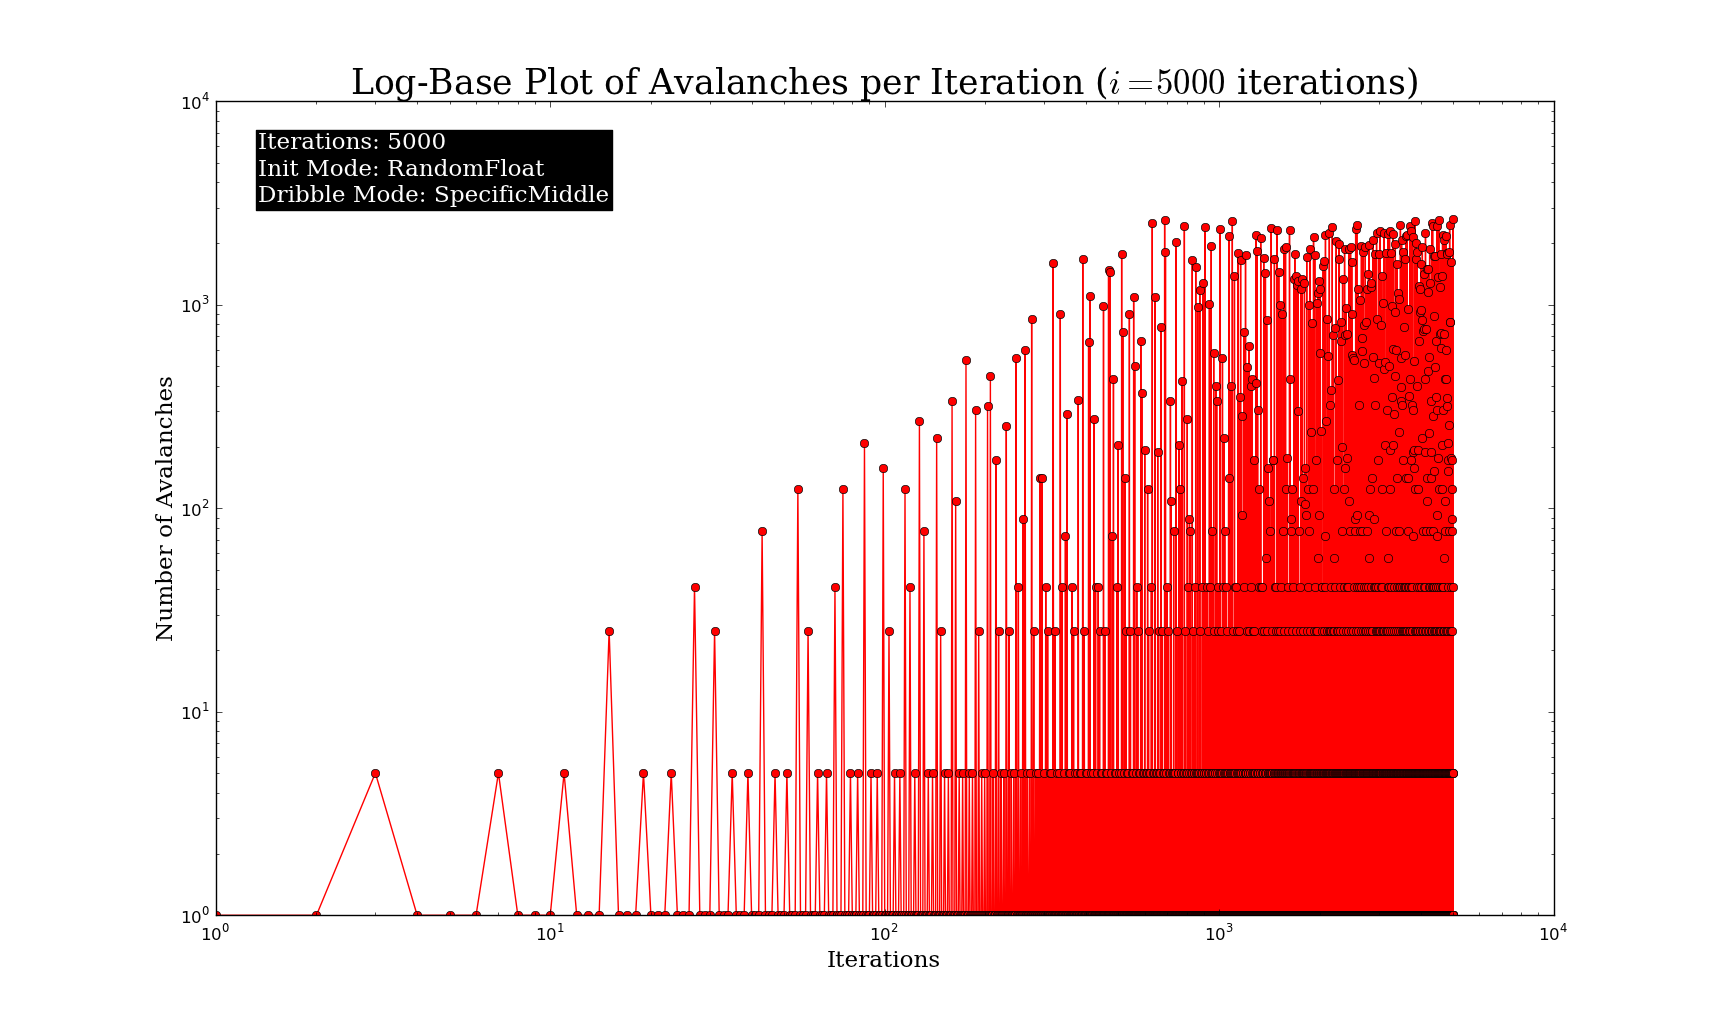 Log-Base Plot of Avalanches per Iteration (i = 5000 iterations)
10^4
Iterations: 5000
Init Mode: RandomFloat
Dribble Mode: SpecificMiddle
10^3
Number of Avalanches
10^2
10^1
10^0
10^0 10^1 10^2 10^3 10^4
Iterations